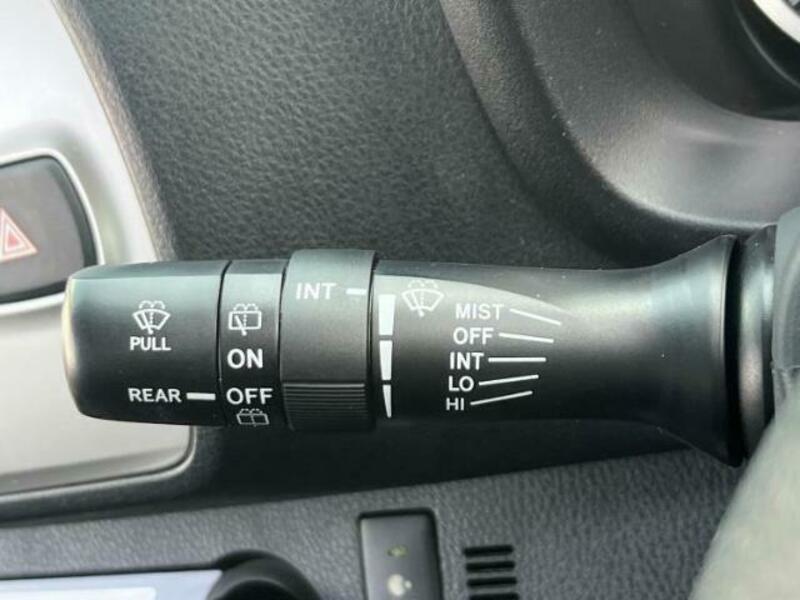 PULL
REAR
ON
OFF
INT
MIST
OFF
INT
LO
HI